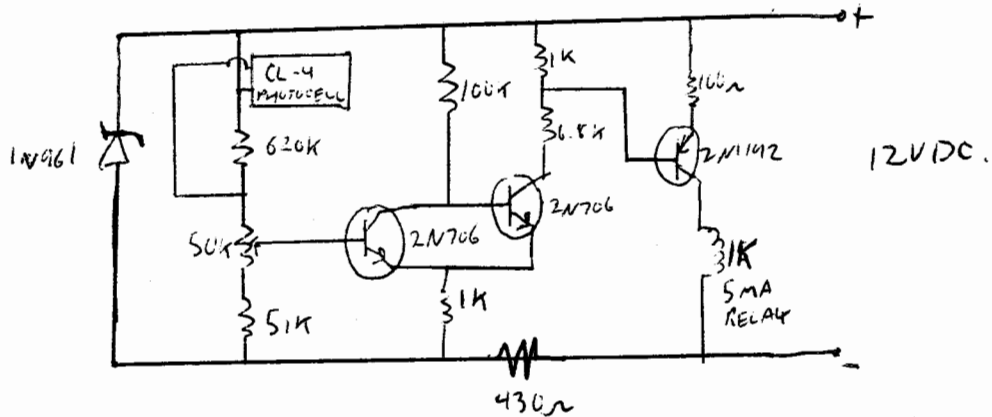 +
1K
CL-4
PHOTOCELL
100K
100Ω
1N961
620K
6.8K
2N1192
12VDC.
2N706
50K
2N706
1K
5MA
RELAY
1K
51K
-
430Ω